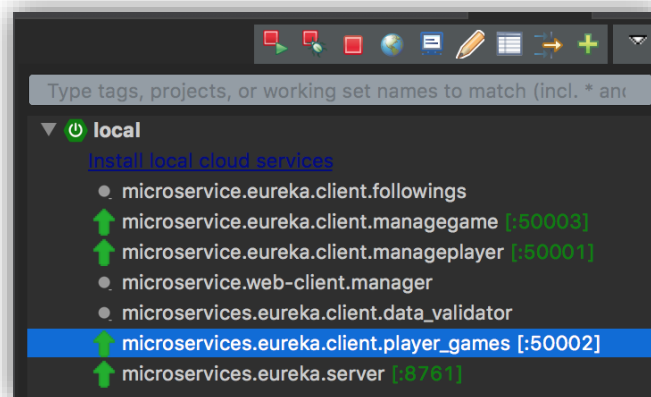 Type tags, projects, or working set names to match (incl. * and
local
Install local cloud services
microservice.eureka.client.followings
microservice.eureka.client.managegame [:50003]
microservice.eureka.client.manageplayer [:50001]
microservice.web-client.manager
microservices.eureka.client.data_validator
microservices.eureka.client.player_games [:50002]
microservices.eureka.server [:8761]